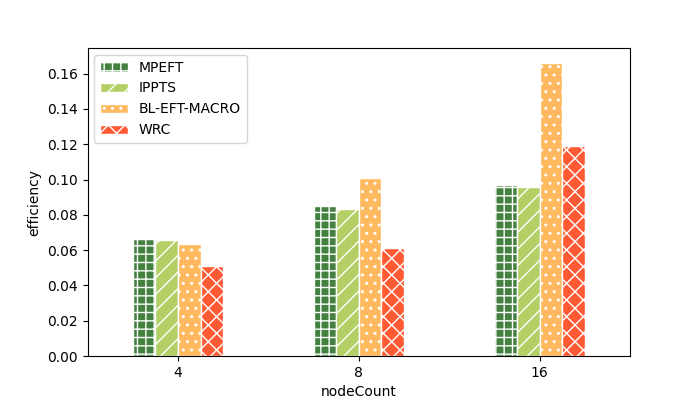 MPEFT
IPPTS
BL-EFT-MACRO
WRC
efficiency
0.16
0.14
0.12
0.10
0.08
0.06
0.04
0.02
0.00
4 8 16
nodeCount